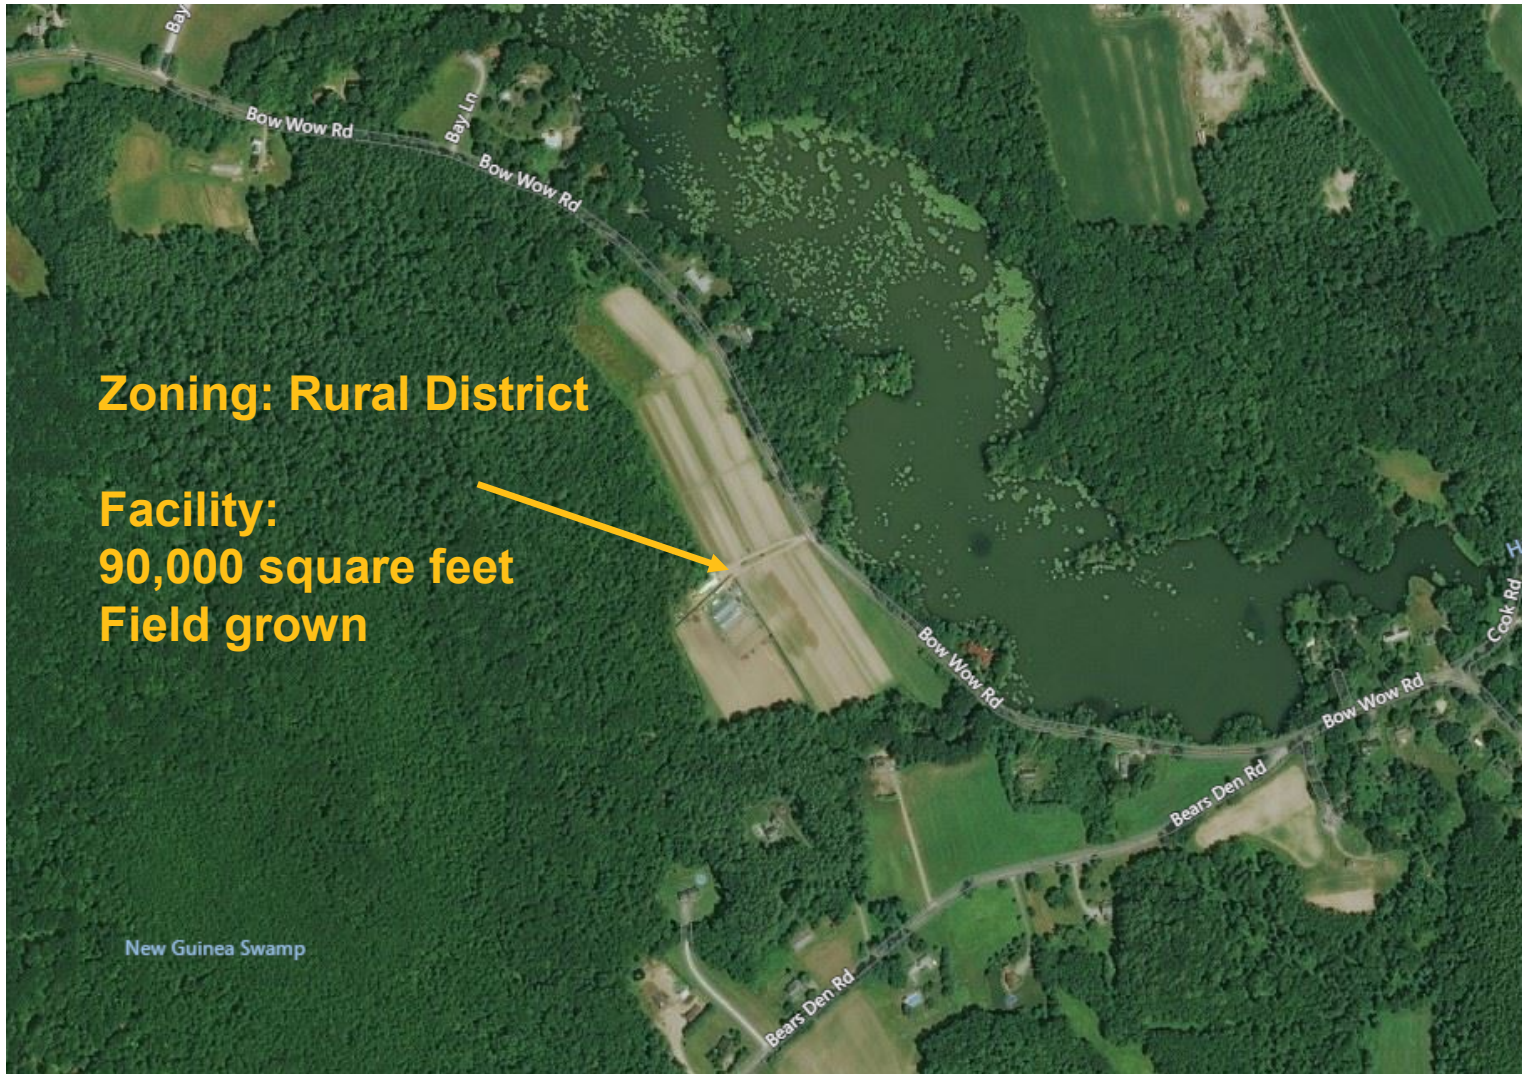 Bay
Bow Wow Rd
Bay Ln
Bow Wow Rd
Zoning: Rural District
Facility:
90,000 square feet
Field grown
H
Cook Rd
Bow Wow Rd
Bow Wow Rd
Bears Den Rd
New Guinea Swamp
Bears Den Rd